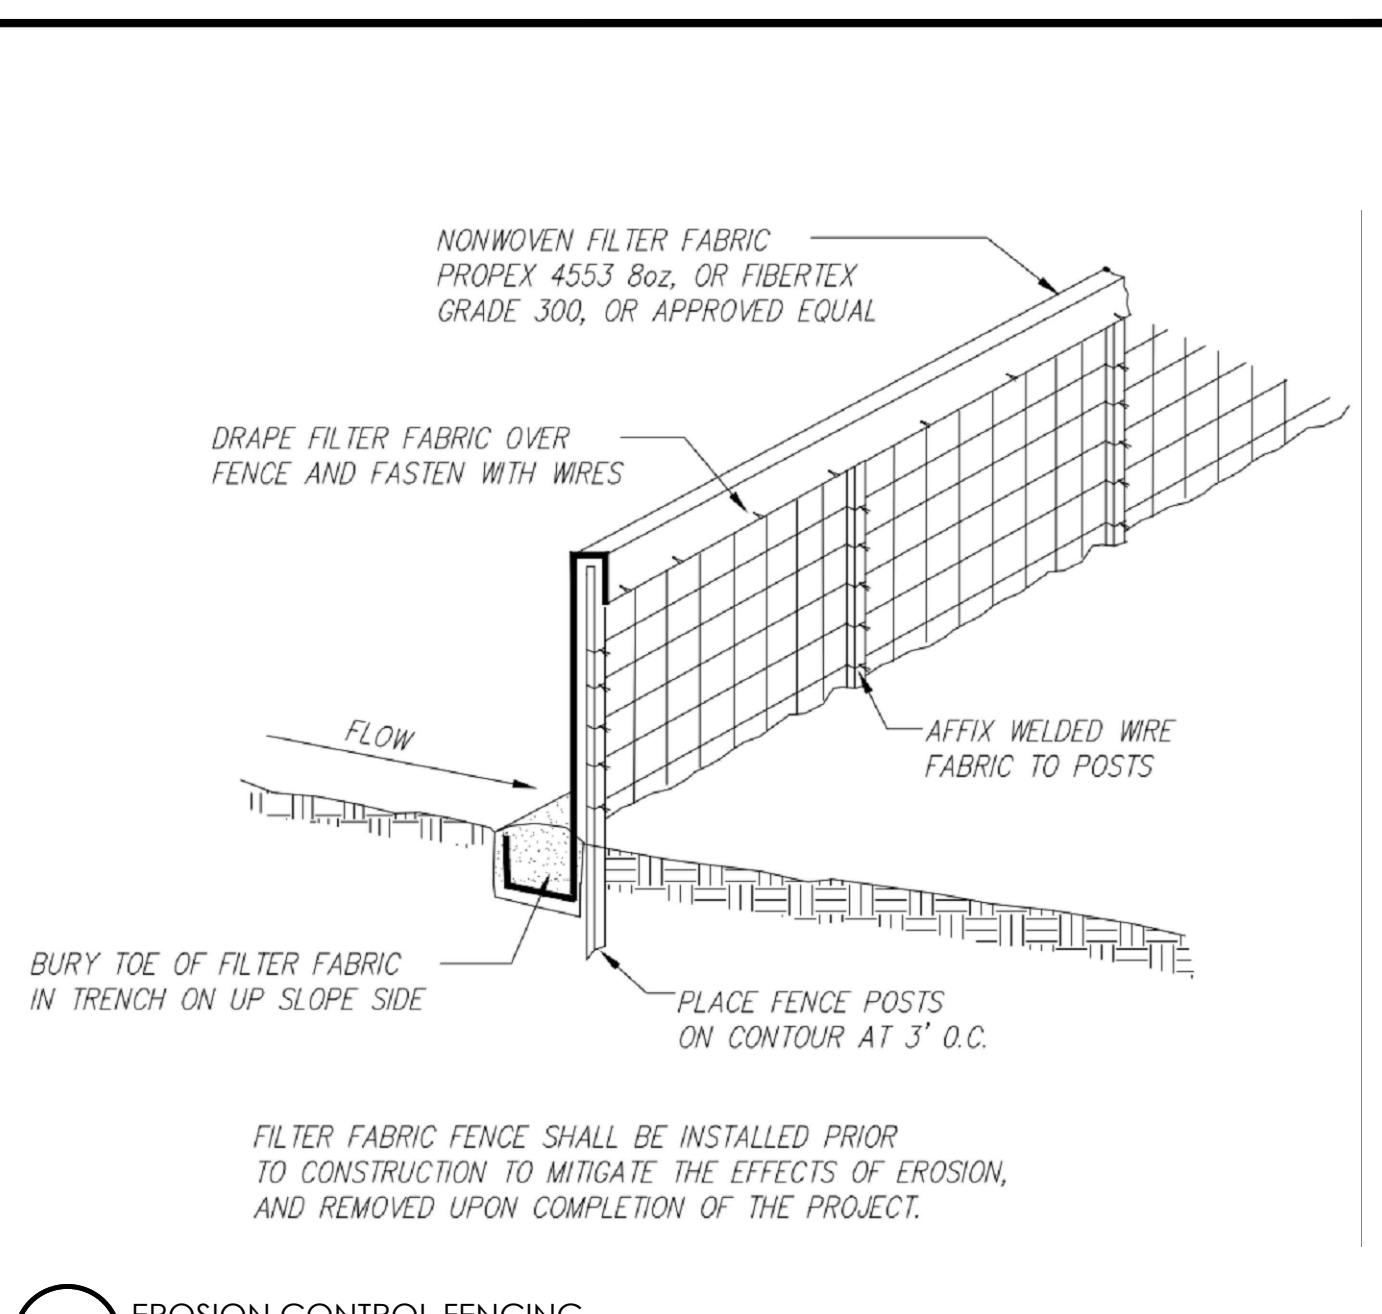 NONWOVEN FILTER FABRIC
PROPEX 4553 8oz, OR FIBERTEX
GRADE 300, OR APPROVED EQUAL
DRAPE FILTER FABRIC OVER
FENCE AND FASTEN WITH WIRES
FLOW
AFFIX WELDED WIRE
FABRIC TO POSTS
BURY TOE OF FILTER FABRIC
IN TRENCH ON UP SLOPE SIDE
PLACE FENCE POSTS
ON CONTOUR AT 3' O.C.
FILTER FABRIC FENCE SHALL BE INSTALLED PRIOR
TO CONSTRUCTION TO MITIGATE THE EFFECTS OF EROSION,
AND REMOVED UPON COMPLETION OF THE PROJECT.
EROSION CONTROL FENCING